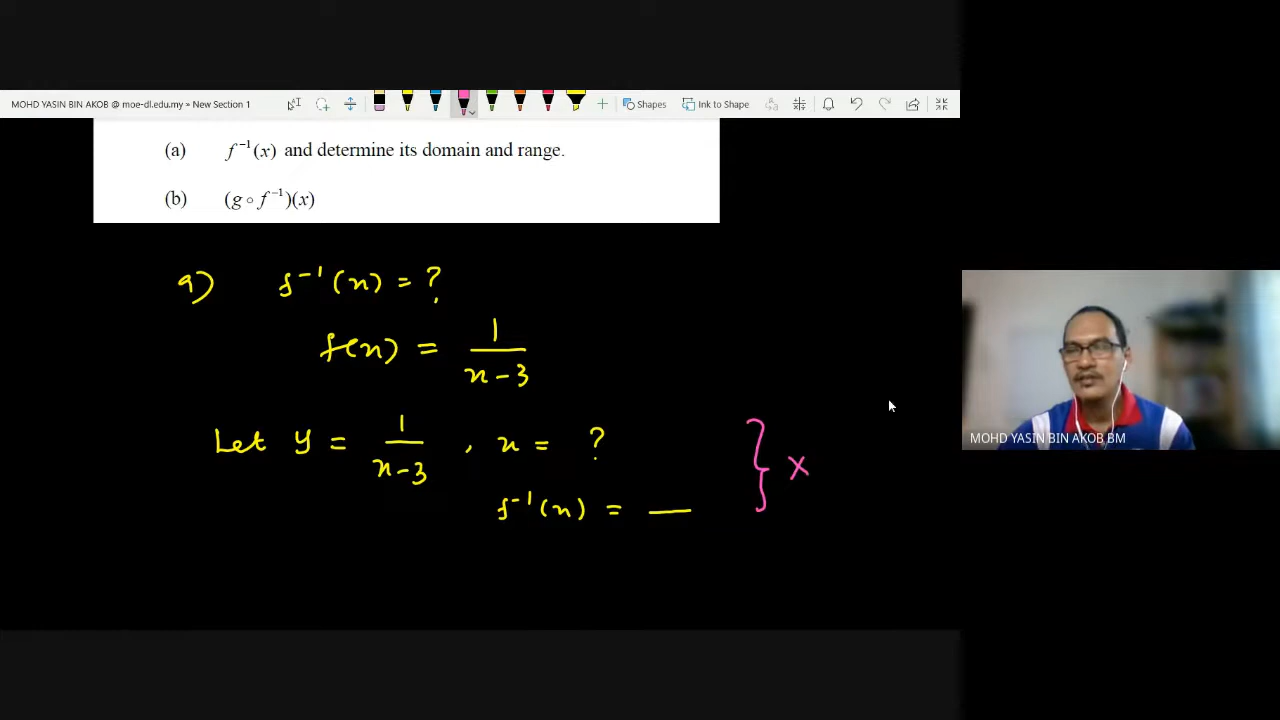 MOHD YASIN BIN AKOB @ moe-dl.edu.my » New Section 1
Shapes Ink to Shape
(a) f⁻¹(x) and determine its domain and range.
(b) (g ∘ f⁻¹)(x)
a) f⁻¹(x) = ?
f(x) = 1/(x-3)
Let y = 1/(x-3) , x = ?
f⁻¹(x) = __
} X
MOHD YASIN BIN AKOB BM